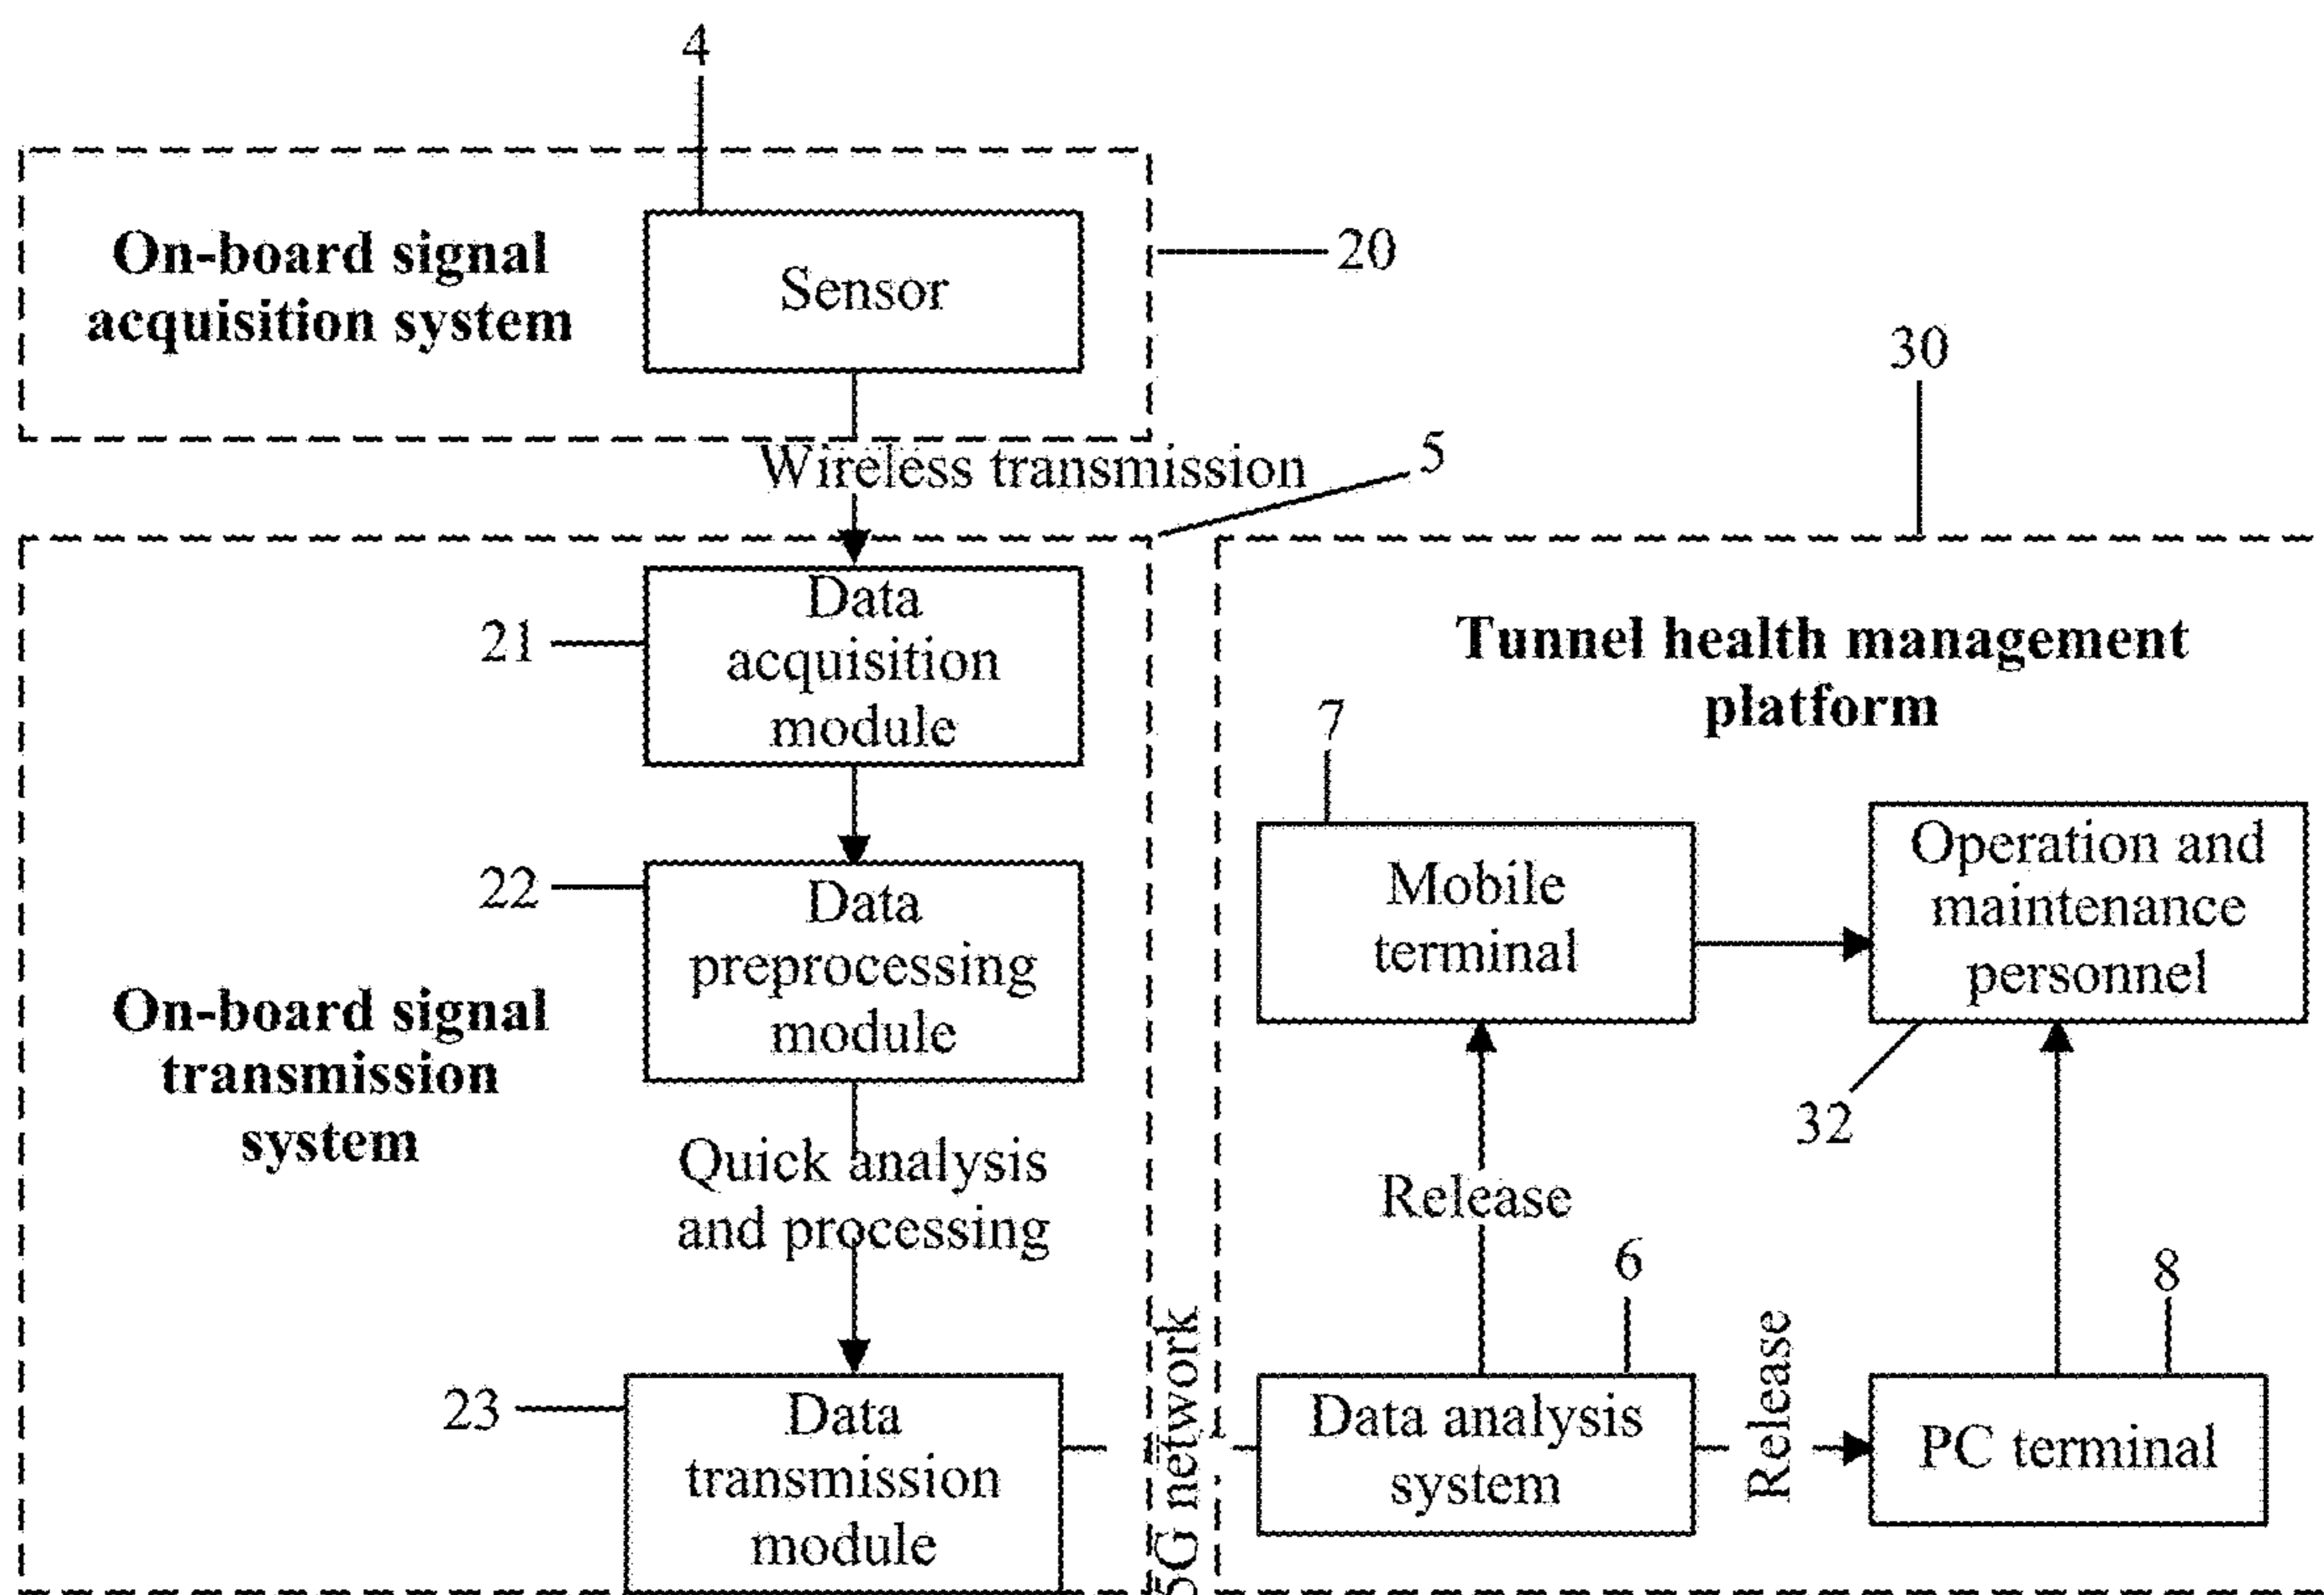 4
On-board signal
acquisition system
Sensor
20
Wireless transmission
5
30
21
Data
acquisition
module
22
Data
preprocessing
module
On-board signal
transmission
system
Quick analysis
and processing
23
Data
transmission
module
5G network
Tunnel health management
platform
7
Mobile
terminal
Operation and
maintenance
personnel
32
Release
6
Data analysis
system
Release
8
PC terminal